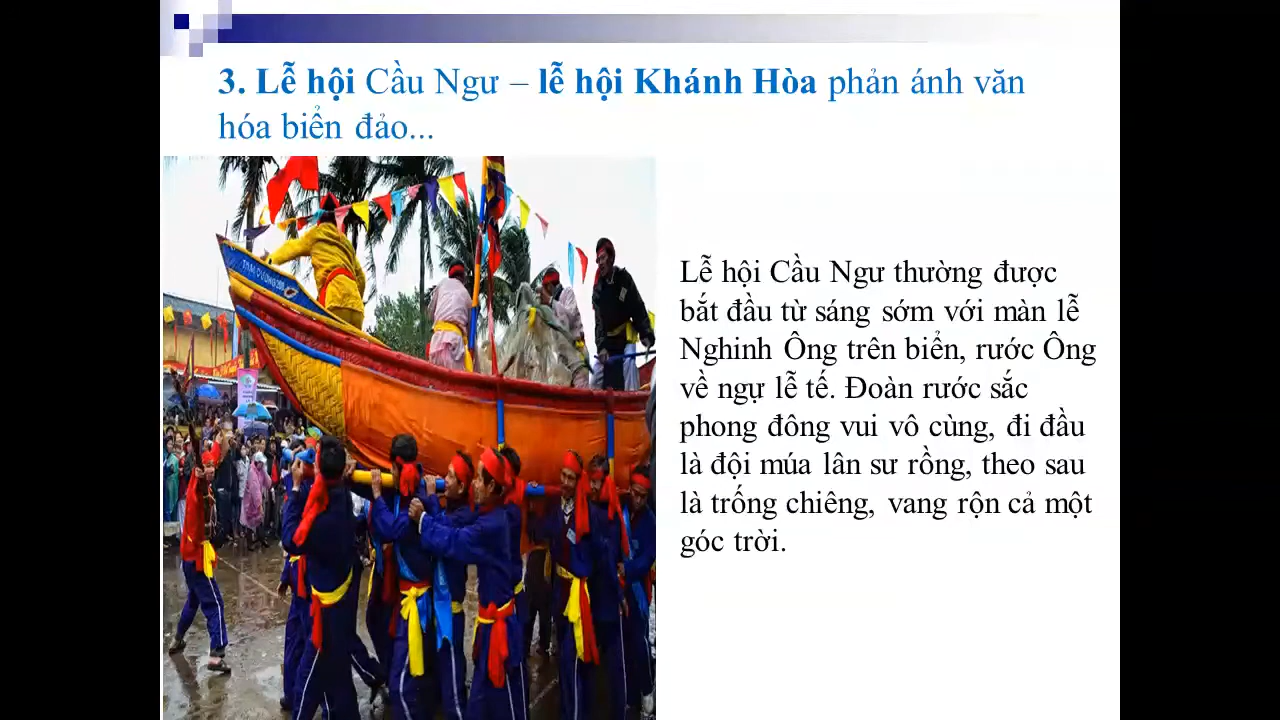 3. Lễ hội Cầu Ngư – lễ hội Khánh Hòa phản ánh văn
hóa biển đảo...
Lễ hội Cầu Ngư thường được
bắt đầu từ sáng sớm với màn lễ
Nghinh Ông trên biển, rước Ông
về ngự lễ tế. Đoàn rước sắc
phong đông vui vô cùng, đi đầu
là đội múa lân sư rồng, theo sau
là trống chiêng, vang rộn cả một
góc trời.